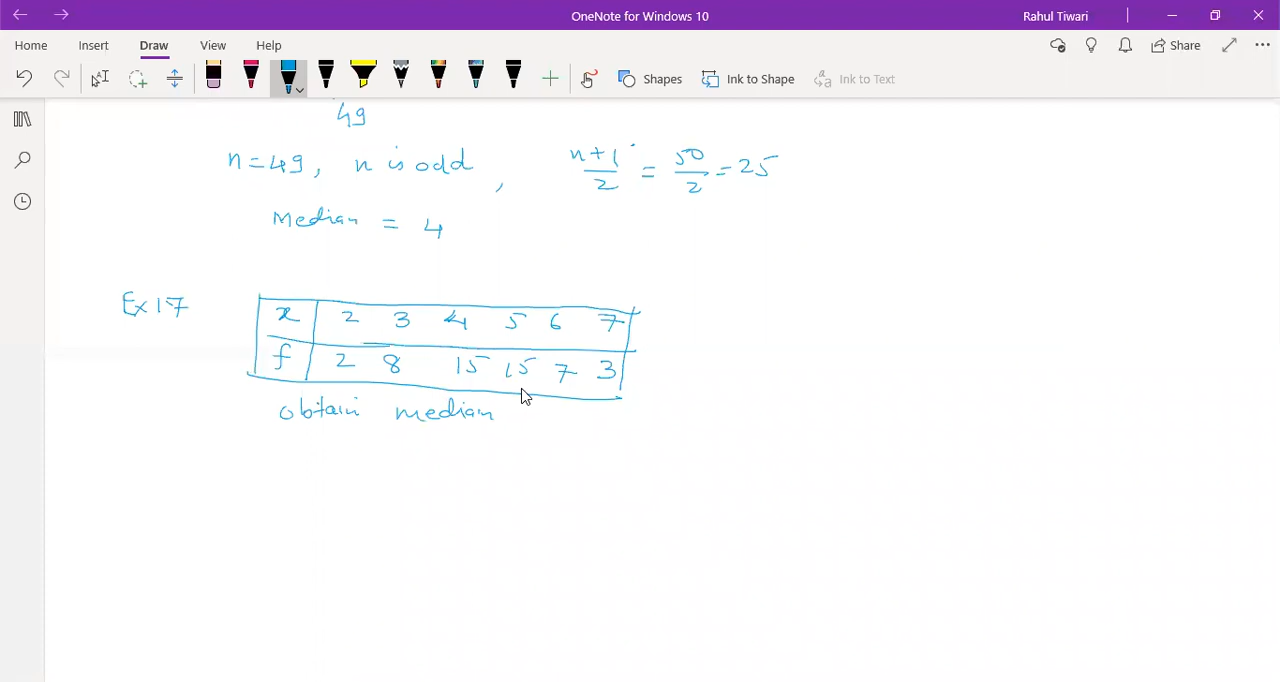 OneNote for Windows 10
Rahul Tiwari
Home Insert Draw View Help
Share
Shapes Ink to Shape Ink to Text
49
n=49, n is odd, n+1/2 = 50/2 = 25
Median = 4
Ex 17
x 2 3 4 5 6 7
f 2 8 15 15 7 3
obtain median